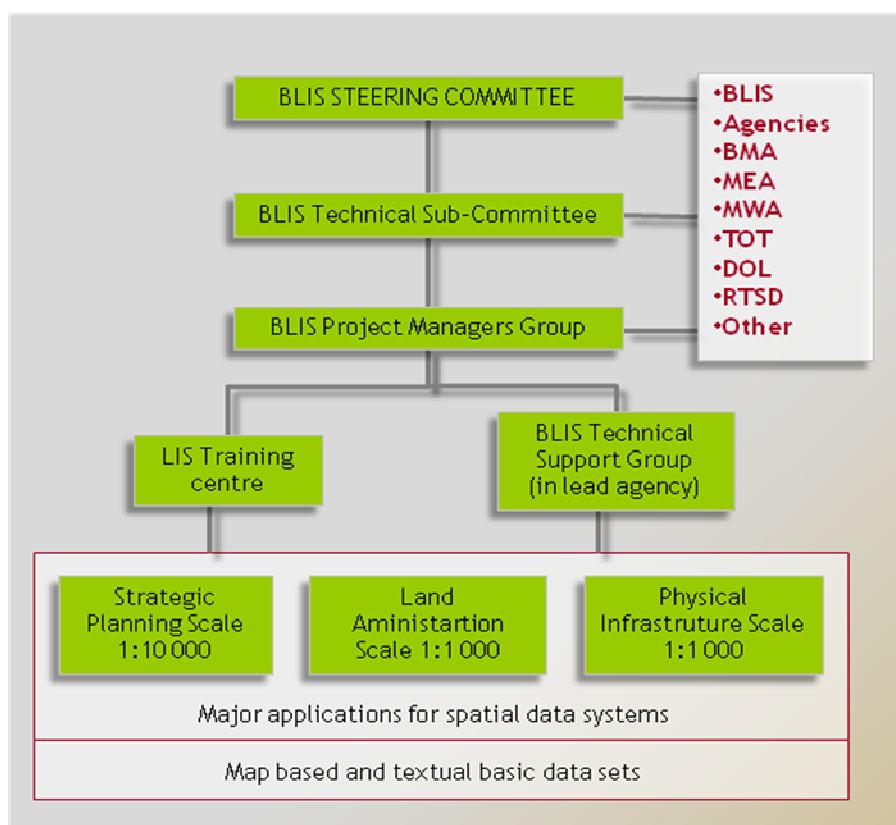 BLIS STEERING COMMITTEE
•BLIS
•Agencies
•BMA
•MEA
•MWA
•TOT
•DOL
•RTSD
•Other
BLIS Technical Sub-Committee
BLIS Project Managers Group
LIS Training
centre
BLIS Technical
Support Group
(in lead agency)
Strategic
Planning Scale
1:10 000
Land
Aministartion
Scale 1:1 000
Physical
Infrastruture Scale
1:1 000
Major applications for spatial data systems
Map based and textual basic data sets